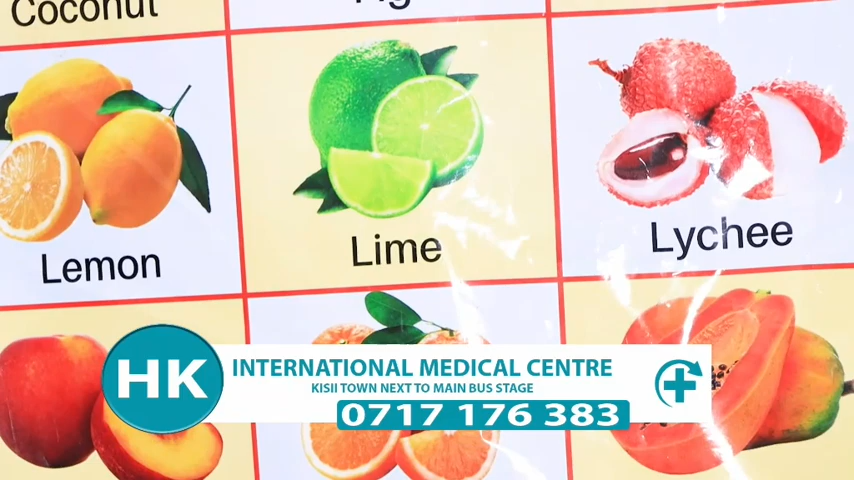 Coconut
Lemon
Lime
Lychee
HK
INTERNATIONAL MEDICAL CENTRE
KISII TOWN NEXT TO MAIN BUS STAGE
0717 176 383